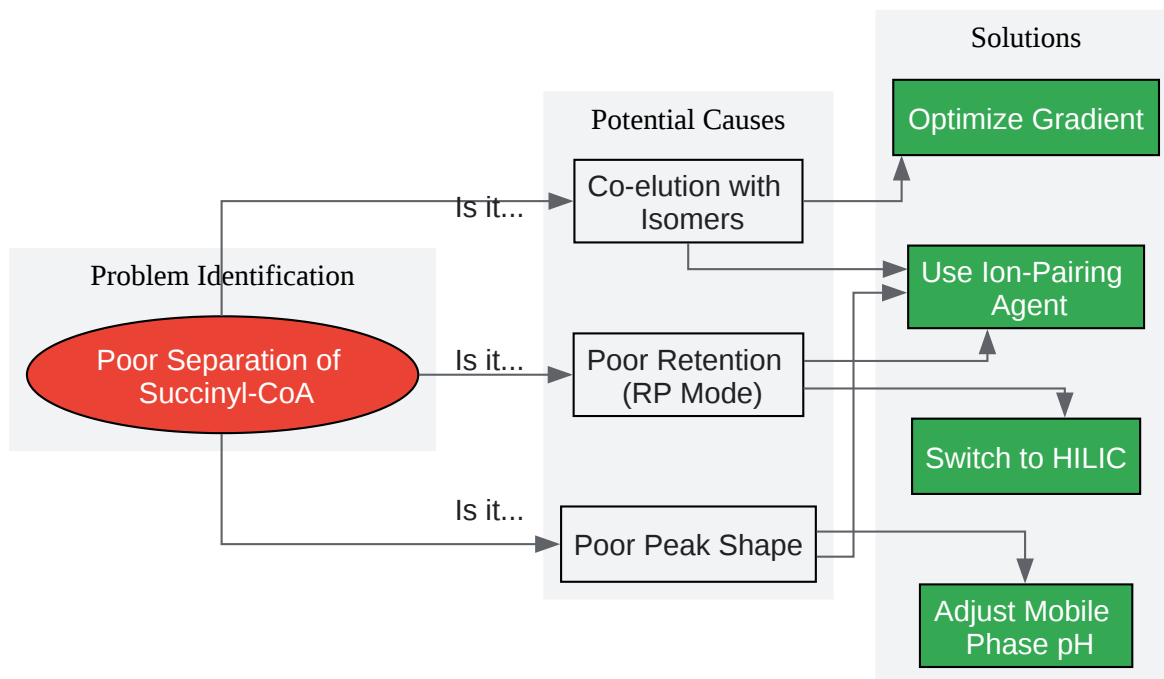 Problem Identification
Poor Separation of
Succinyl-CoA
Is it...
Is it...
Is it...
Potential Causes
Co-elution with
Isomers
Poor Retention
(RP Mode)
Poor Peak Shape
Solutions
Optimize Gradient
Use Ion-Pairing
Agent
Switch to HILIC
Adjust Mobile
Phase pH